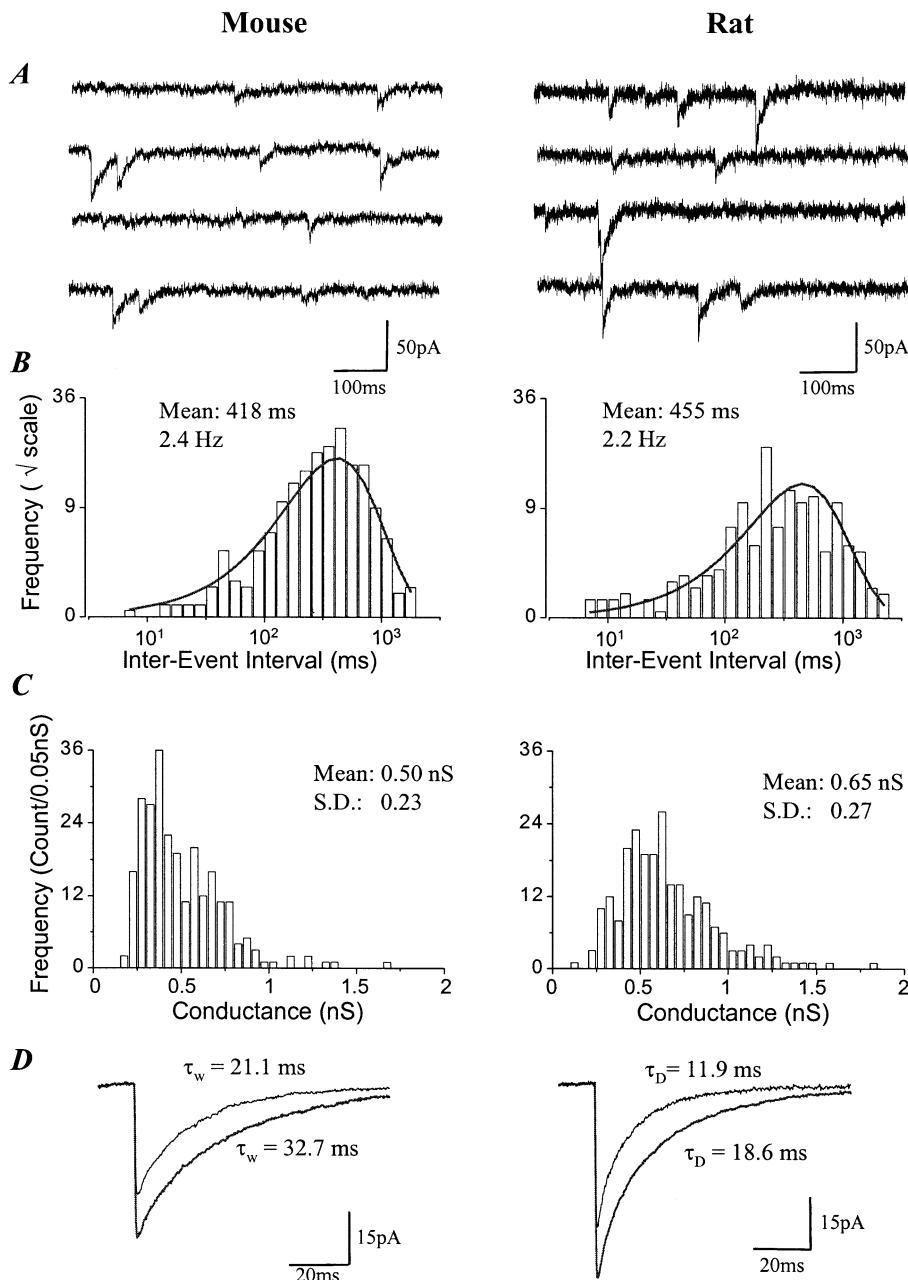 Mouse
Rat
A
50pA
100ms
50pA
100ms
B
Frequency ( √ scale)
36
9
0
Mean: 418 ms
2.4 Hz
10¹ 10² 10³
Inter-Event Interval (ms)
36
9
0
Mean: 455 ms
2.2 Hz
10¹ 10² 10³
Inter-Event Interval (ms)
C
Frequency (Count/0.05nS)
36
24
12
0
Mean: 0.50 nS
S.D.: 0.23
0 0.5 1 1.5 2
Conductance (nS)
36
24
12
0
Mean: 0.65 nS
S.D.: 0.27
0 0.5 1 1.5 2
Conductance (nS)
D
τw = 21.1 ms
τw = 32.7 ms
15pA
20ms
τD= 11.9 ms
τD = 18.6 ms
15pA
20ms